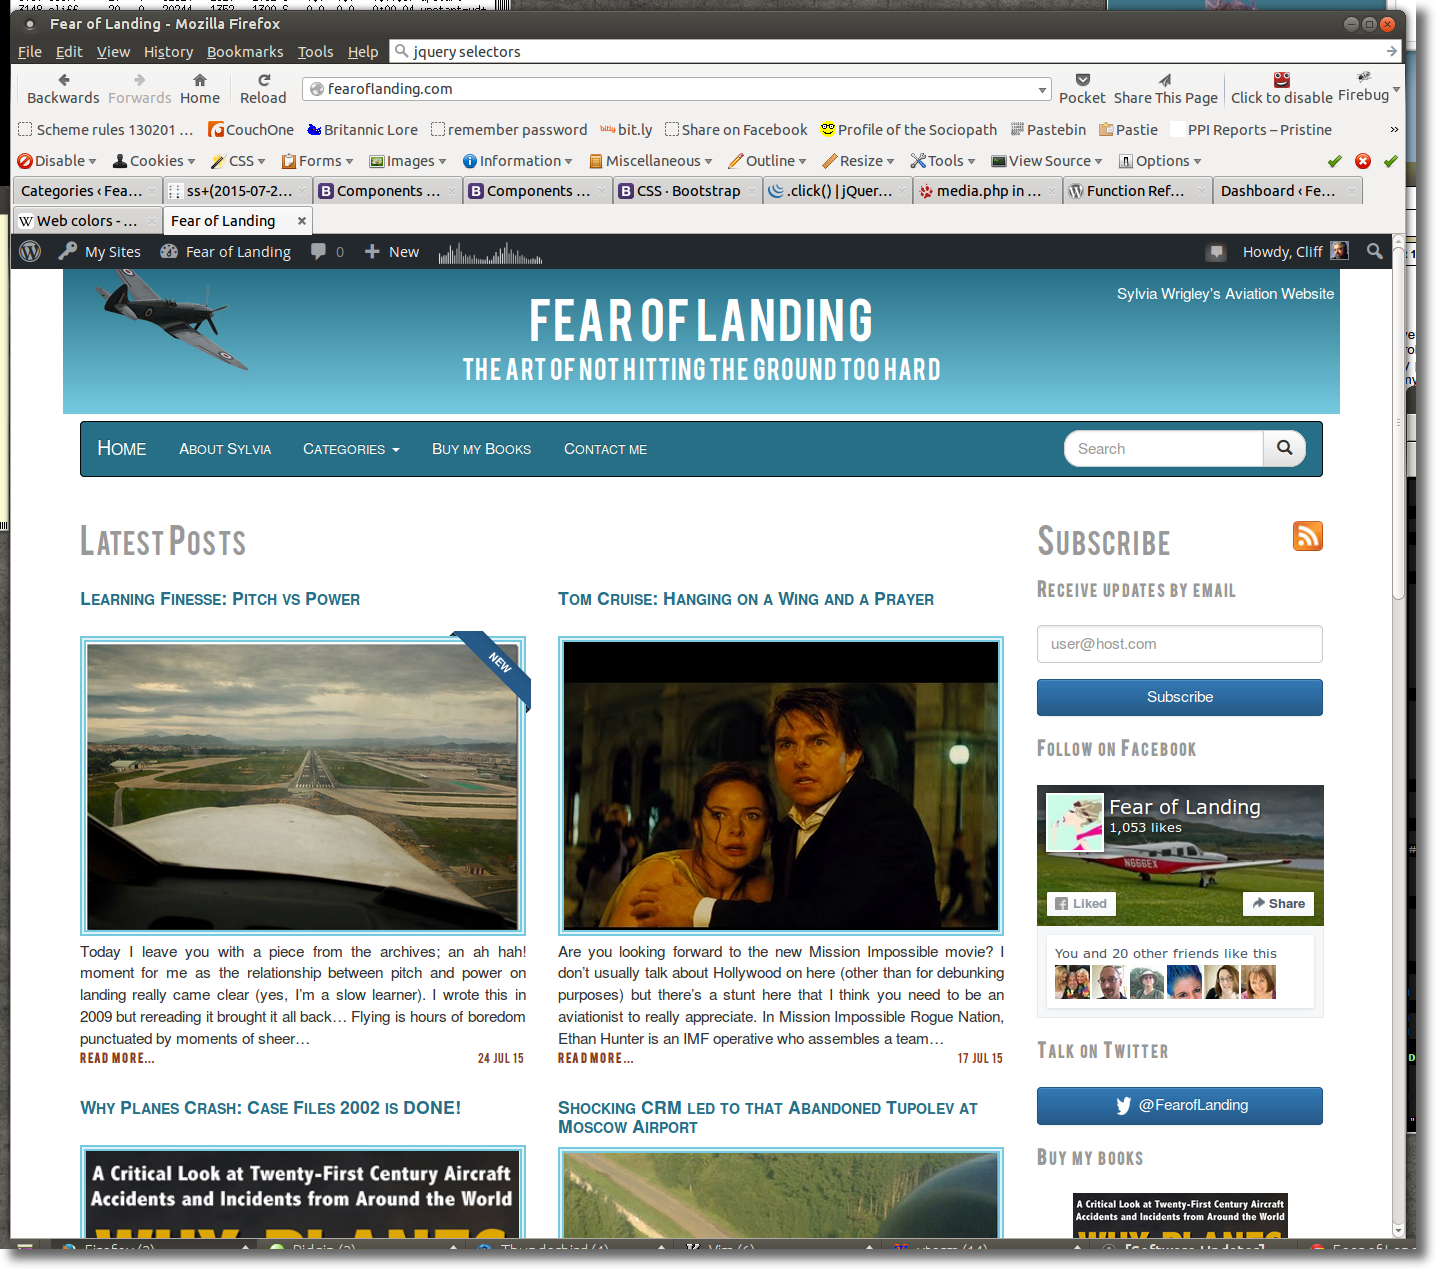 Fear of Landing - Mozilla Firefox
File Edit View History Bookmarks Tools Help jquery selectors
Backwards Forwards Home Reload fearoflanding.com Pocket Share This Page Click to disable Firebug
Scheme rules 130201 ... CouchOne Britannic Lore remember password bit.ly Share on Facebook Profile of the Sociopath Pastebin Pastie PPI Reports – Pristine »
Disable Cookies CSS Forms Images Information Miscellaneous Outline Resize Tools View Source Options
Categories ‹ Fea... ss+(2015-07-2... Components ... Components ... CSS · Bootstrap .click() | jQuer... media.php in ... Function Ref... Dashboard ‹ Fe...
Web colors - ... Fear of Landing
My Sites Fear of Landing 0 New Howdy, Cliff
Sylvia Wrigley's Aviation Website
FEAR OF LANDING
THE ART OF NOT HITTING THE GROUND TOO HARD
Home About Sylvia Categories Buy my Books Contact me Search
Latest Posts
Learning Finesse: Pitch vs Power
NEW
Today I leave you with a piece from the archives; an ah hah!
moment for me as the relationship between pitch and power on
landing really came clear (yes, I'm a slow learner). I wrote this in
2009 but rereading it brought it all back… Flying is hours of boredom
punctuated by moments of sheer…
READ MORE... 24 JUL 15
Tom Cruise: Hanging on a Wing and a Prayer
Are you looking forward to the new Mission Impossible movie? I
don't usually talk about Hollywood on here (other than for debunking
purposes) but there's a stunt here that I think you need to be an
aviationist to really appreciate. In Mission Impossible Rogue Nation,
Ethan Hunter is an IMF operative who assembles a team…
READ MORE... 17 JUL 15
Why Planes Crash: Case Files 2002 is DONE!
A Critical Look at Twenty-First Century Aircraft
Accidents and Incidents from Around the World
WHY PLANES
Shocking CRM led to that Abandoned Tupolev at
Moscow Airport
Subscribe
Receive updates by email
user@host.com
Subscribe
Follow on Facebook
Fear of Landing
1,053 likes
N666EX
Liked Share
You and 20 other friends like this
Talk on Twitter
@FearofLanding
Buy my books
A Critical Look at Twenty-First Century Aircraft
Accidents and Incidents from Around the World